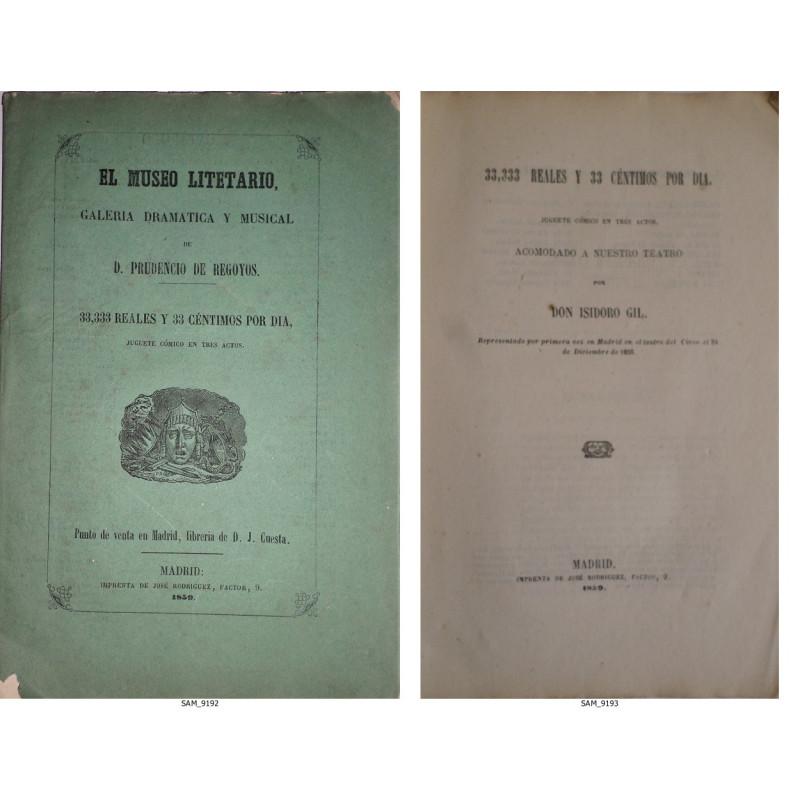 EL MUSEO LITETARIO,
GALERIA DRAMATICA Y MUSICAL
DE
D. PRUDENCIO DE REGOYOS.
33,333 REALES Y 33 CÉNTIMOS POR DIA,
JUGUETE CÓMICO EN TRES ACTOS.
Punto de venta en Madrid, libreria de D. J. Cuesta.
MADRID:
IMPRENTA DE JOSÉ RODRIGUEZ, FACTOR, 9.
1859.
SAM_9192
33,333 REALES Y 33 CÉNTIMOS POR DIA.
JUGUETE CÓMICO EN TRES ACTOS,
ACOMODADO A NUESTRO TEATRO
POR
DON ISIDORO GIL.
Representado por primera vez en Madrid en el teatro del Circo el 24
de Diciembre de
MADRID.
IMPRENTA DE JOSÉ RODRIGUEZ, FACTOR, 9.
1859.
SAM_9193